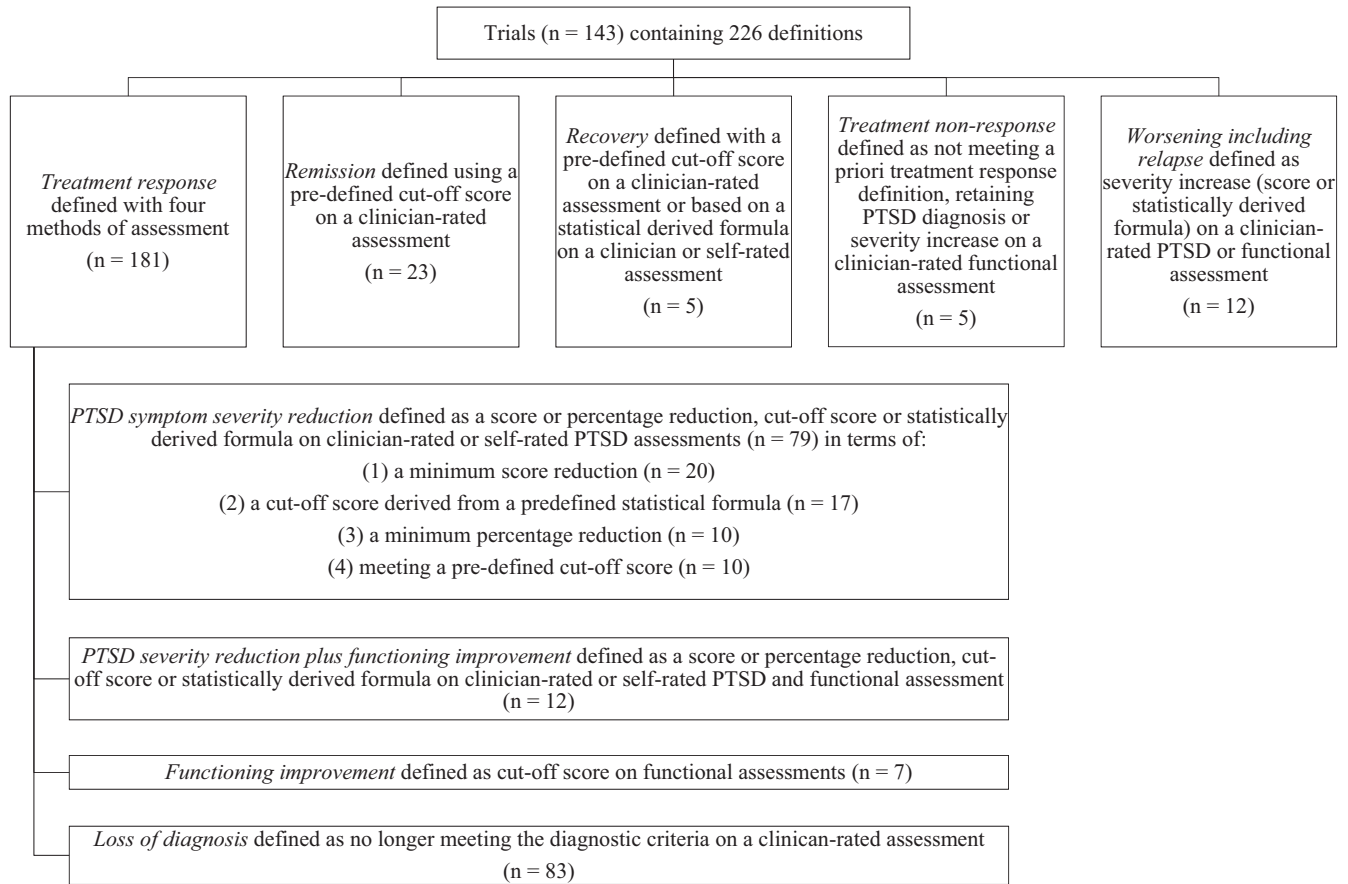 Trials (n = 143) containing 226 definitions
Treatment response
defined with four
methods of assessment
(n = 181)
Remission defined using a
pre-defined cut-off score
on a clinician-rated
assessment
(n = 23)
Recovery defined with a
pre-defined cut-off score
on a clinician-rated
assessment or based on a
statistical derived formula
on a clinician or self-rated
assessment
(n = 5)
Treatment non-response
defined as not meeting a
priori treatment response
definition, retaining
PTSD diagnosis or
severity increase on a
clinician-rated functional
assessment
(n = 5)
Worsening including
relapse defined as
severity increase (score or
statistically derived
formula) on a clinician-
rated PTSD or functional
assessment
(n = 12)
PTSD symptom severity reduction defined as a score or percentage reduction, cut-off score or statistically
derived formula on clinician-rated or self-rated PTSD assessments (n = 79) in terms of:
(1) a minimum score reduction (n = 20)
(2) a cut-off score derived from a predefined statistical formula (n = 17)
(3) a minimum percentage reduction (n = 10)
(4) meeting a pre-defined cut-off score (n = 10)
PTSD severity reduction plus functioning improvement defined as a score or percentage reduction, cut-
off score or statistically derived formula on clinician-rated or self-rated PTSD and functional assessment
(n = 12)
Functioning improvement defined as cut-off score on functional assessments (n = 7)
Loss of diagnosis defined as no longer meeting the diagnostic criteria on a clinican-rated assessment
(n = 83)